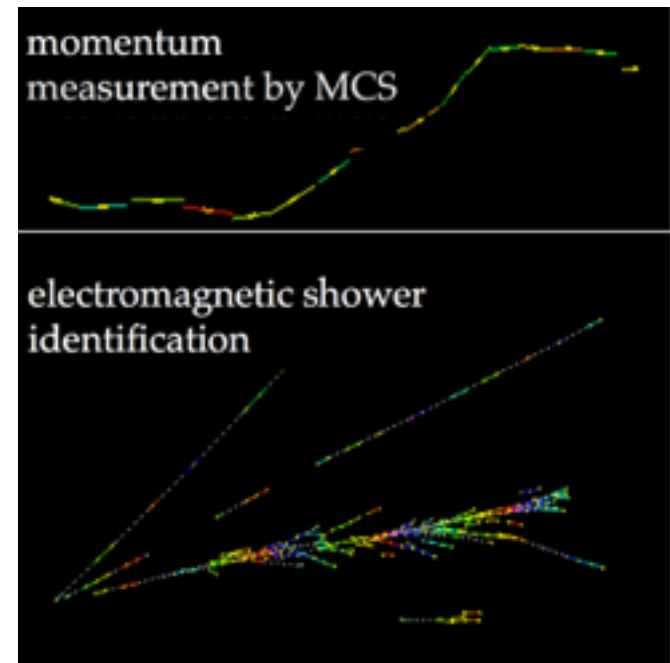 momentum
measurement by MCS
electromagnetic shower
identification